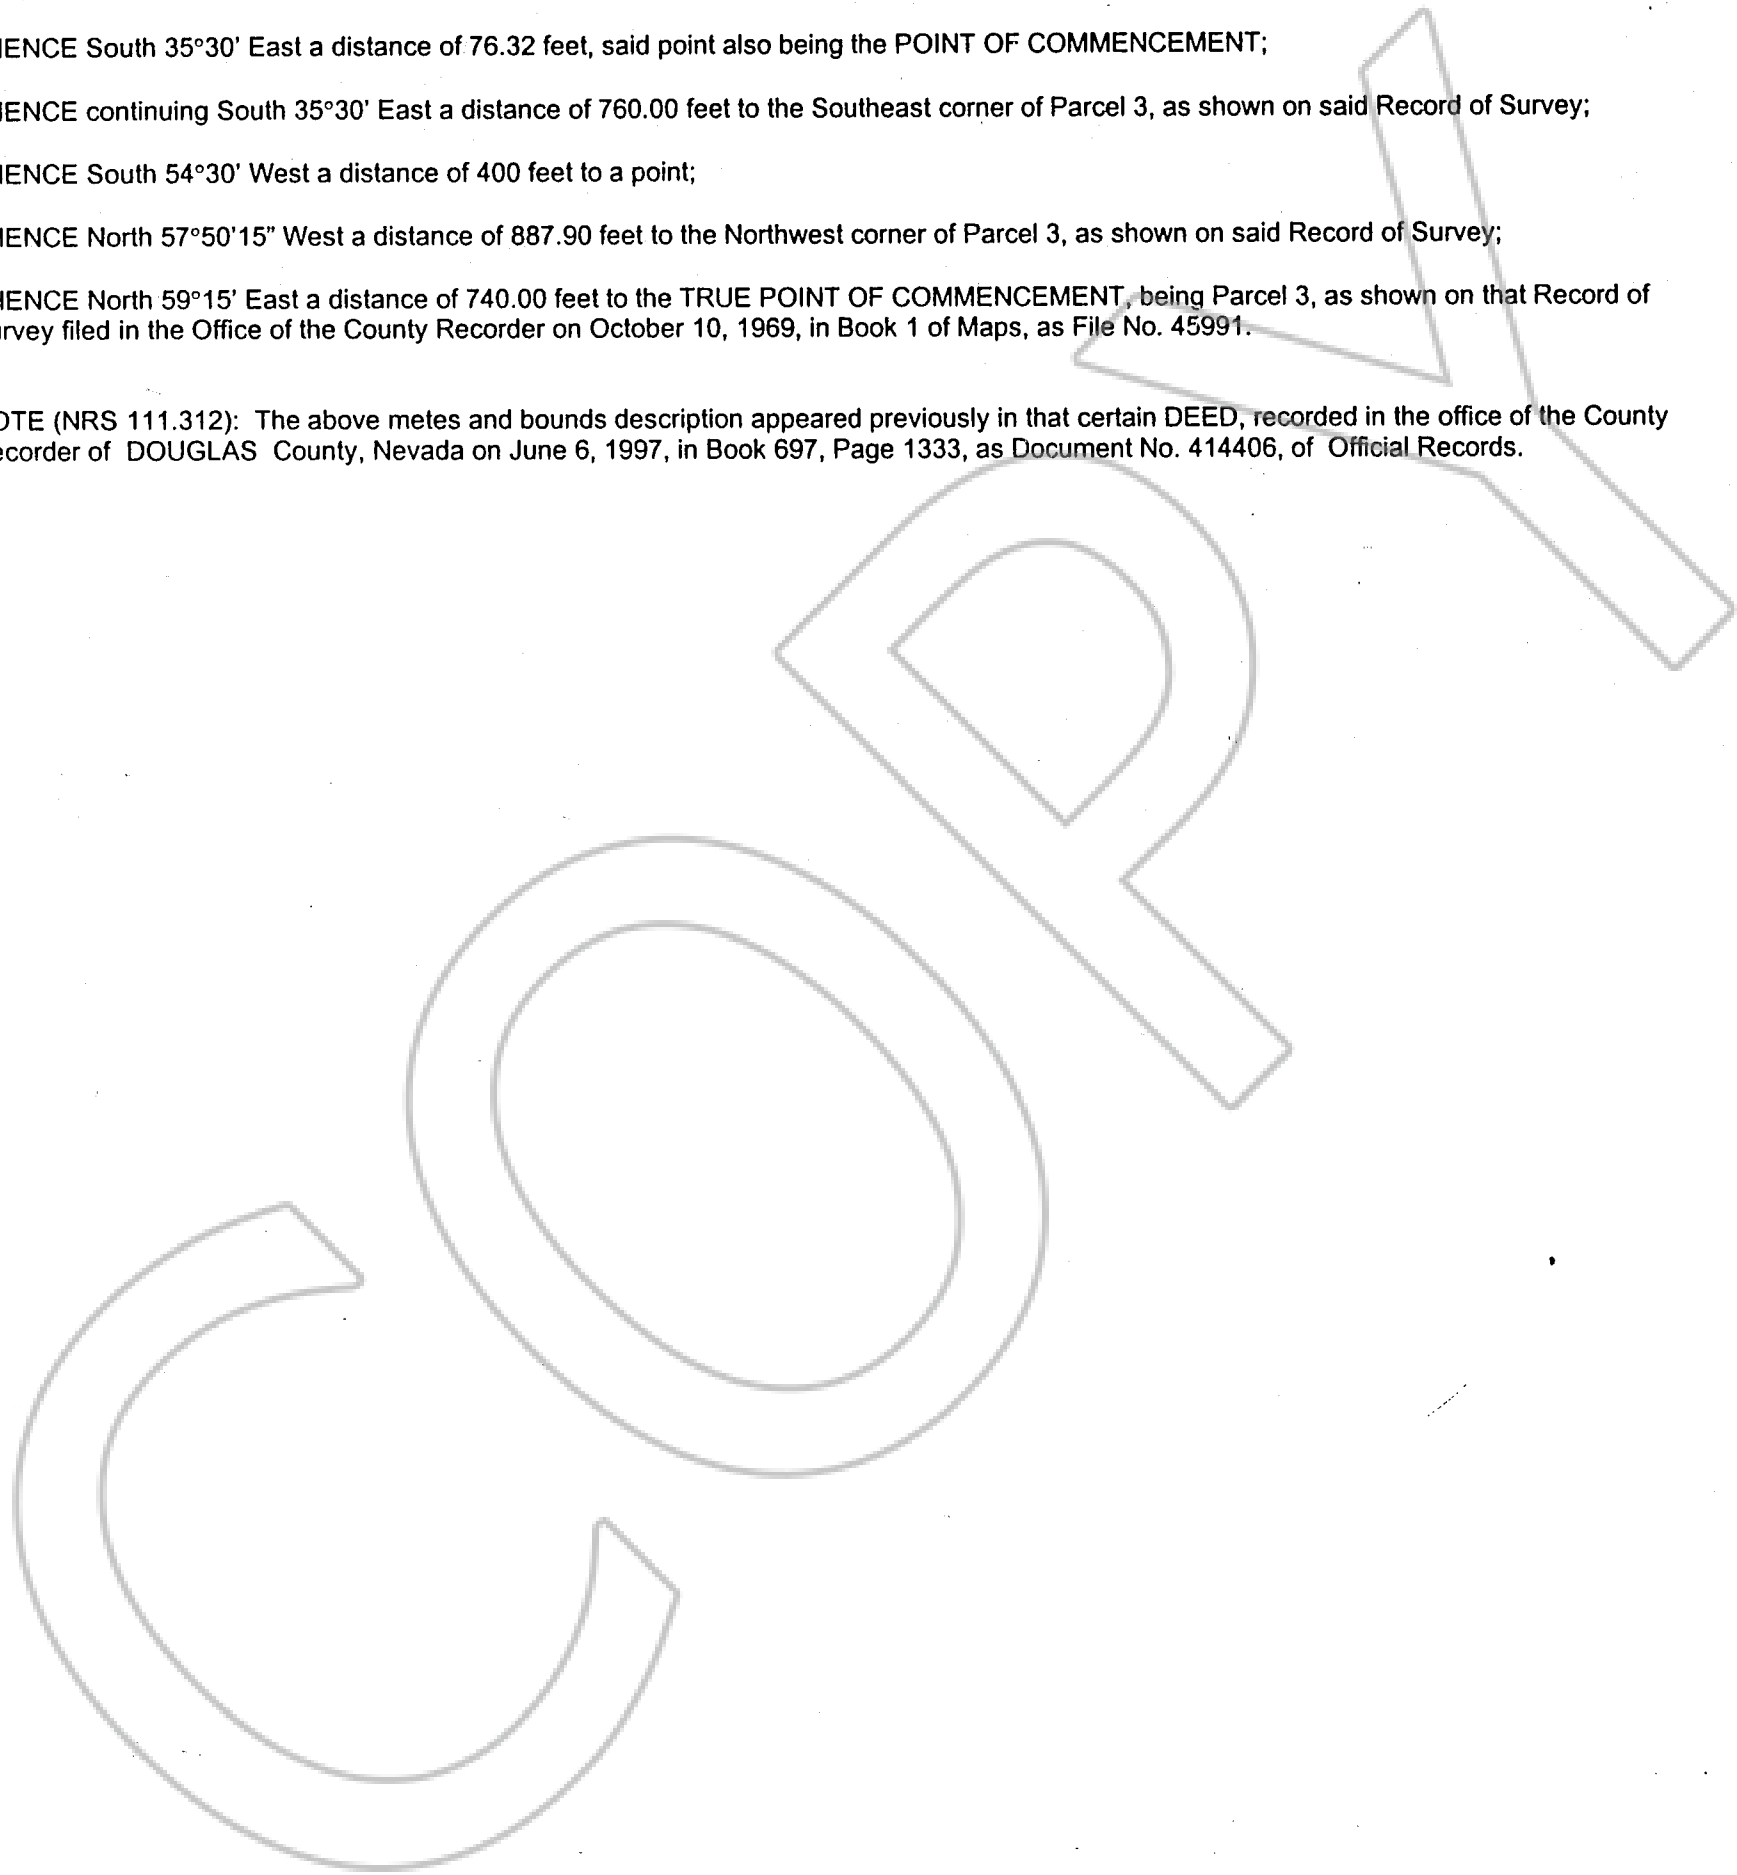 IENCE South 35°30' East a distance of 76.32 feet, said point also being the POINT OF COMMENCEMENT;
IENCE continuing South 35°30' East a distance of 760.00 feet to the Southeast corner of Parcel 3, as shown on said Record of Survey;
IENCE South 54°30' West a distance of 400 feet to a point;
IENCE North 57°50'15” West a distance of 887.90 feet to the Northwest corner of Parcel 3, as shown on said Record of Survey;
IENCE North 59°15' East a distance of 740.00 feet to the TRUE POINT OF COMMENCEMENT, being Parcel 3, as shown on that Record of
rvey filed in the Office of the County Recorder on October 10, 1969, in Book 1 of Maps, as File No. 45991.
OTE (NRS 111.312): The above metes and bounds description appeared previously in that certain DEED, recorded in the office of the County
ecorder of DOUGLAS County, Nevada on June 6, 1997, in Book 697, Page 1333, as Document No. 414406, of Official Records.
COPY